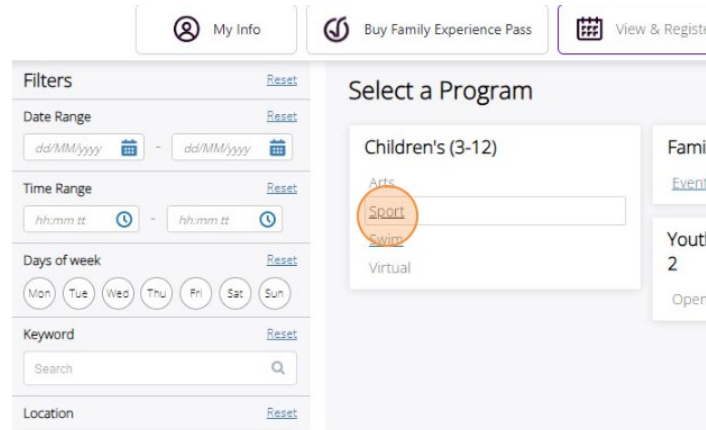 My Info
Buy Family Experience Pass
View & Registe
Filters Reset
Date Range Reset
dd/MM/yyyy - dd/MM/yyyy
Time Range Reset
hh:mm tt - hh:mm tt
Days of week Reset
Mon Tue Wed Thu Fri Sat Sun
Keyword Reset
Search
Location Reset
Select a Program
Children's (3-12)
Arts
Sport
Swim
Virtual
Fami
Event
Youth
2
Open